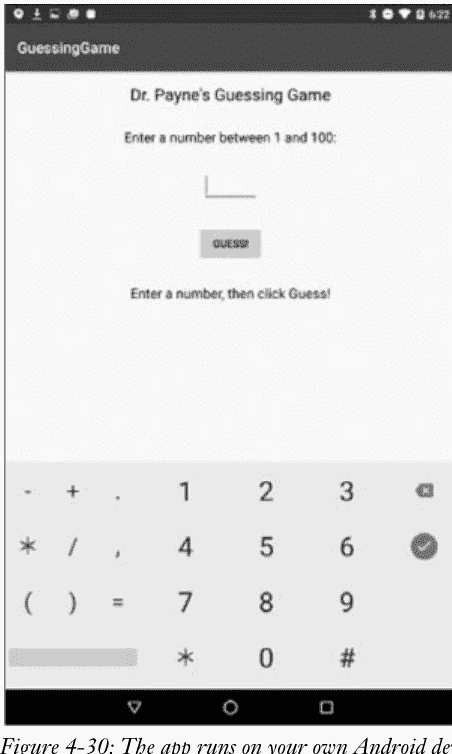 6:22
GuessingGame
Dr. Payne's Guessing Game
Enter a number between 1 and 100:
GUESS!
Enter a number, then click Guess!
- + . 1 2 3
* / , 4 5 6
( ) = 7 8 9
* 0 #
Figure 4-30: The app runs on your own Android de